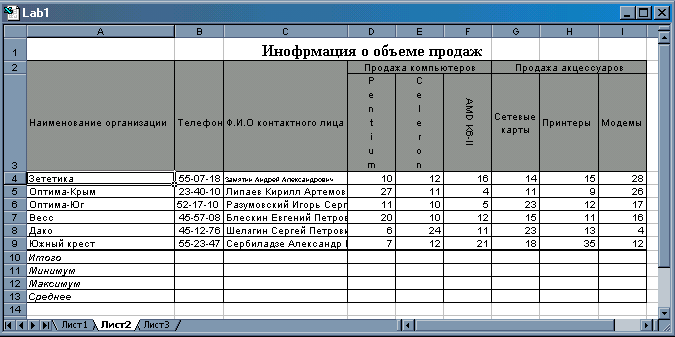 Lab1
A B C D E F G H I
1 Инофрмация о объеме продаж
2 Продажа компьютеров Продажа акцессуаров
3 Наименование организации Телефон Ф.И.О контактного лица Pentium Celeron AMD K6-II Сетевые карты Принтеры Модемы
4 Зететика 55-07-18 Замятин Андрей Александрович 10 12 16 14 15 28
5 Оптима-Крым 23-40-10 Липаев Кирилл Артемов 27 11 4 11 9 26
6 Оптима-Юг 52-17-10 Разумовский Игорь Серг 11 10 5 23 12 17
7 Весс 45-57-08 Блескин Евгений Петров 20 10 12 15 11 16
8 Дако 45-12-76 Шелягин Сергей Петрови 6 24 11 23 13 4
9 Южный крест 55-23-47 Сербиладзе Александр 7 12 21 18 35 12
10 Итого
11 Минимум
12 Максимум
13 Среднее
14
Лист1 Лист2 Лист3